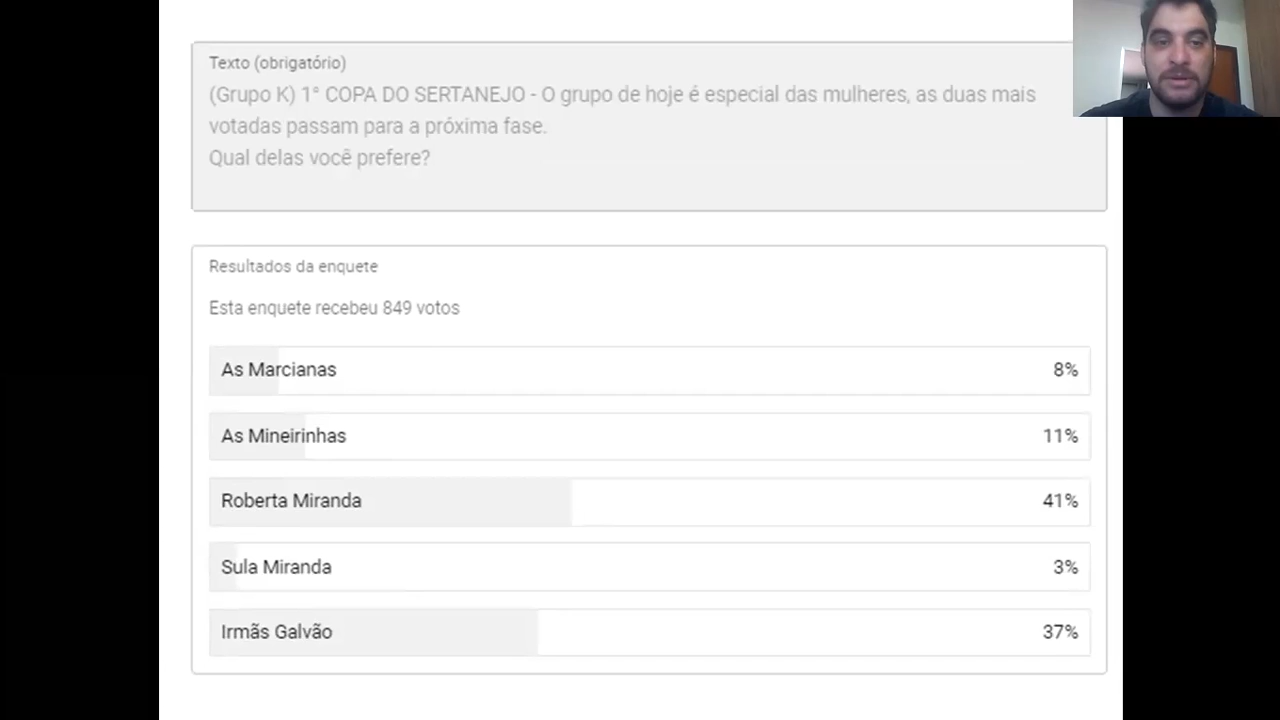 Texto (obrigatório)
(Grupo K) 1° COPA DO SERTANEJO - O grupo de hoje é especial das mulheres, as duas mais
votadas passam para a próxima fase.
Qual delas você prefere?
Resultados da enquete
Esta enquete recebeu 849 votos
As Marcianas 8%
As Mineirinhas 11%
Roberta Miranda 41%
Sula Miranda 3%
Irmãs Galvão 37%